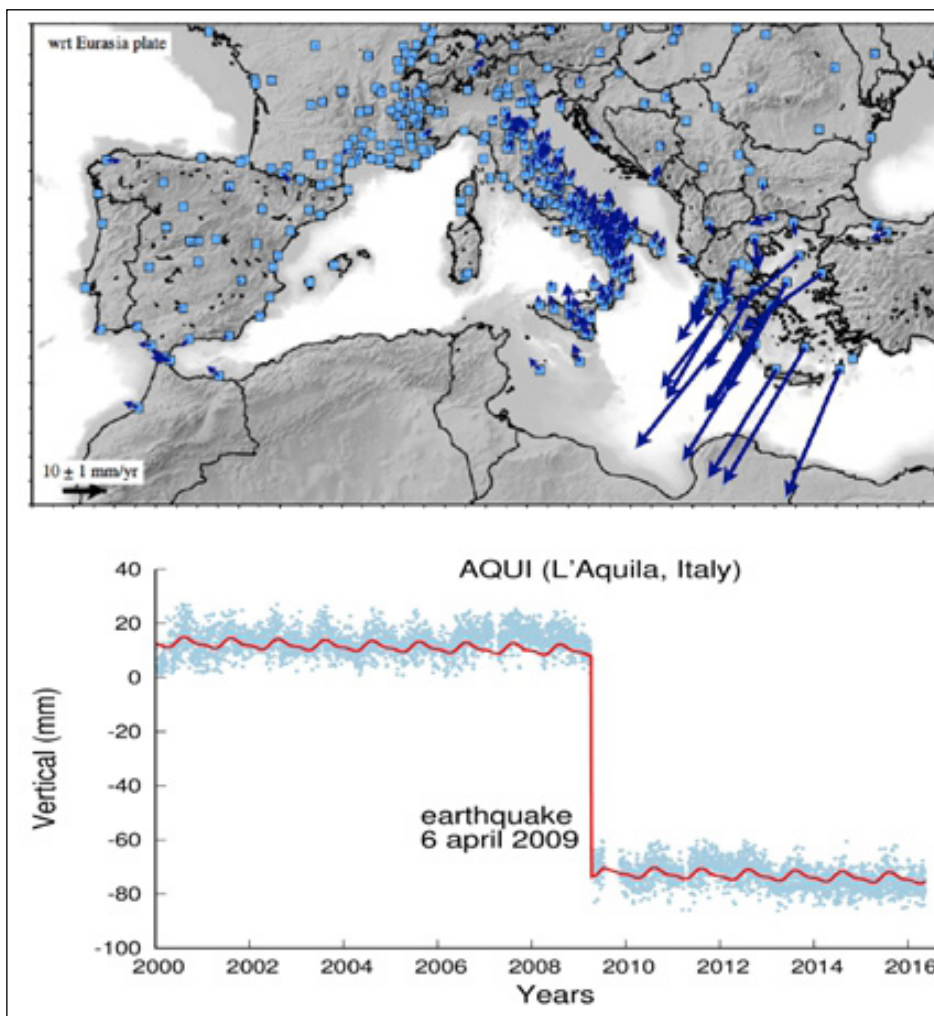 wrt Eurasia plate
10 ± 1 mm/yr
AQUI (L'Aquila, Italy)
40
20
0
-20
-40
-60
-80
-100
Vertical (mm)
earthquake
6 april 2009
2000 2002 2004 2006 2008 2010 2012 2014 2016
Years